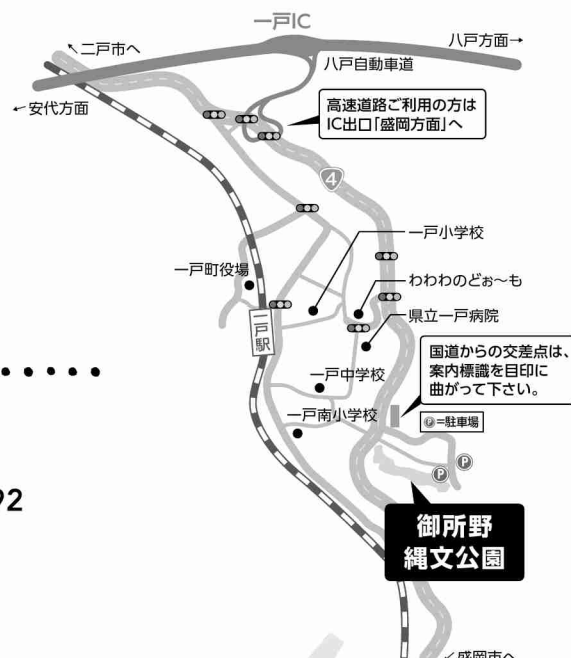 一戸IC
八戸方面→
↖二戸市へ
八戸自動車道
←安代方面
高速道路ご利用の方は
IC出口「盛岡方面」へ
4
一戸小学校
一戸町役場
わわわのどぉ～も
県立一戸病院
一戸駅
国道からの交差点は、
案内標識を目印に
曲がって下さい。
一戸中学校
一戸南小学校
Ⓟ=駐車場
P
P
92
御所野
縄文公園
↙盛岡市へ